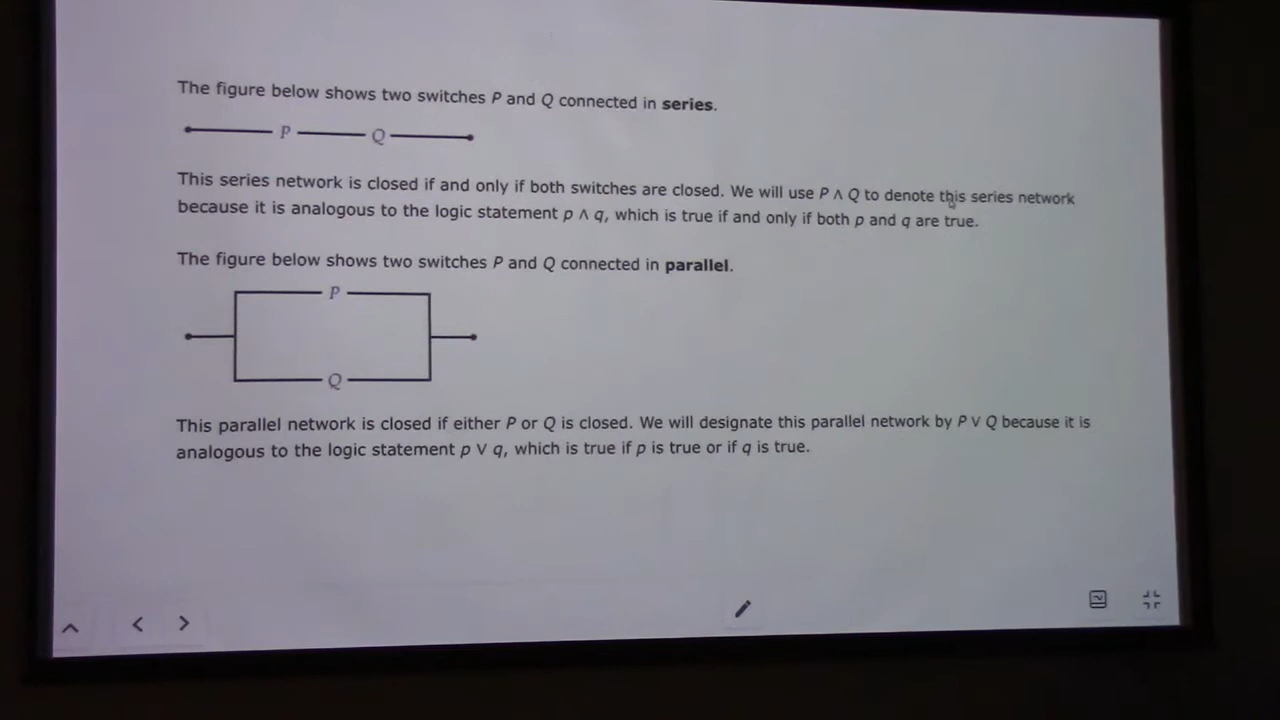 The figure below shows two switches P and Q connected in series.
P Q
This series network is closed if and only if both switches are closed. We will use P ∧ Q to denote this series network
because it is analogous to the logic statement p ∧ q, which is true if and only if both p and q are true.
The figure below shows two switches P and Q connected in parallel.
P
Q
This parallel network is closed if either P or Q is closed. We will designate this parallel network by P ∨ Q because it is
analogous to the logic statement p ∨ q, which is true if p is true or if q is true.